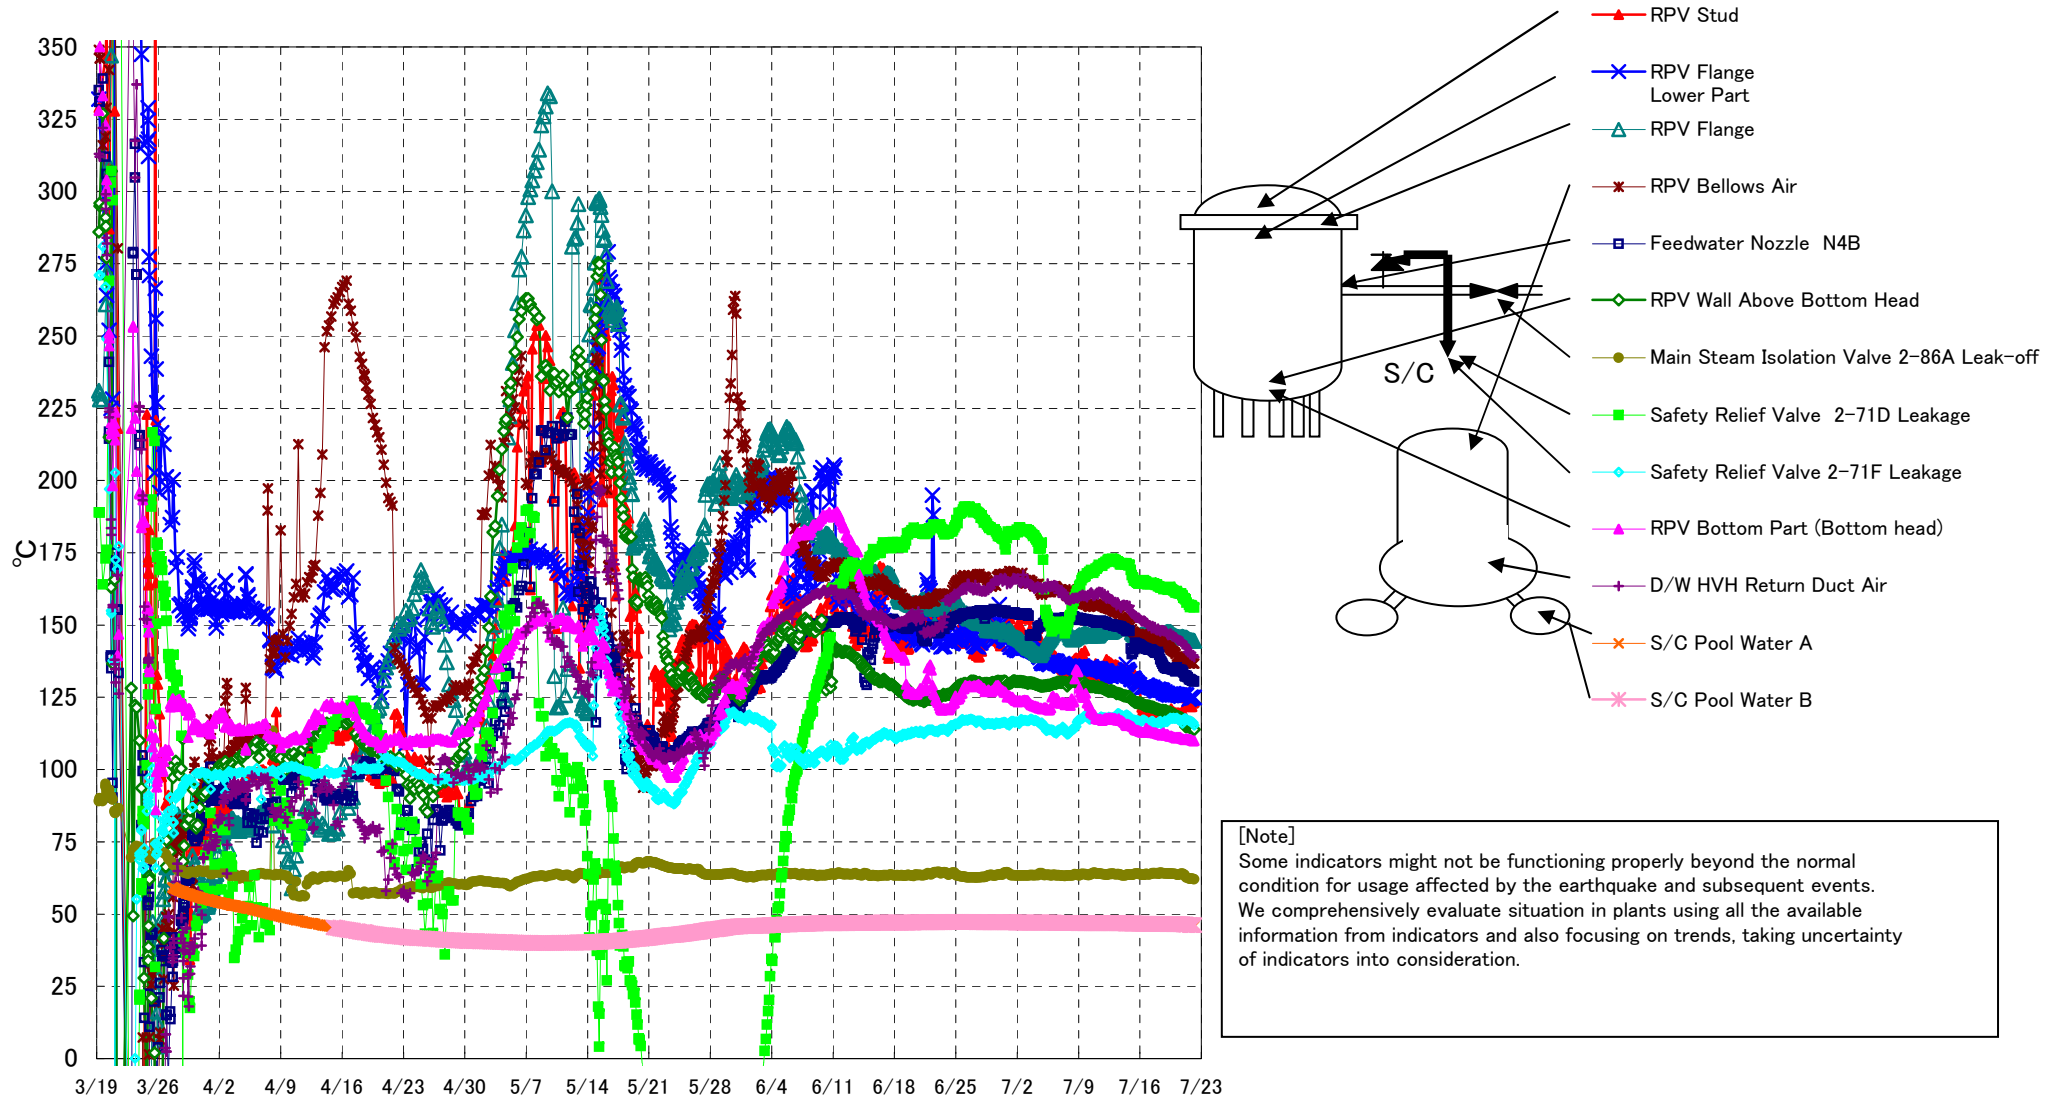 350
325
300
275
250
225
200
175
150
125
100
75
50
25
0
℃
3/19 3/26 4/2 4/9 4/16 4/23 4/30 5/7 5/14 5/21 5/28 6/4 6/11 6/18 6/25 7/2 7/9 7/16 7/23
RPV Stud
RPV Flange
Lower Part
RPV Flange
RPV Bellows Air
Feedwater Nozzle N4B
RPV Wall Above Bottom Head
Main Steam Isolation Valve 2-86A Leak-off
Safety Relief Valve 2-71D Leakage
Safety Relief Valve 2-71F Leakage
RPV Bottom Part (Bottom head)
D/W HVH Return Duct Air
S/C Pool Water A
S/C Pool Water B
S/C
[Note]
Some indicators might not be functioning properly beyond the normal
condition for usage affected by the earthquake and subsequent events.
We comprehensively evaluate situation in plants using all the available
information from indicators and also focusing on trends, taking uncertainty
of indicators into consideration.